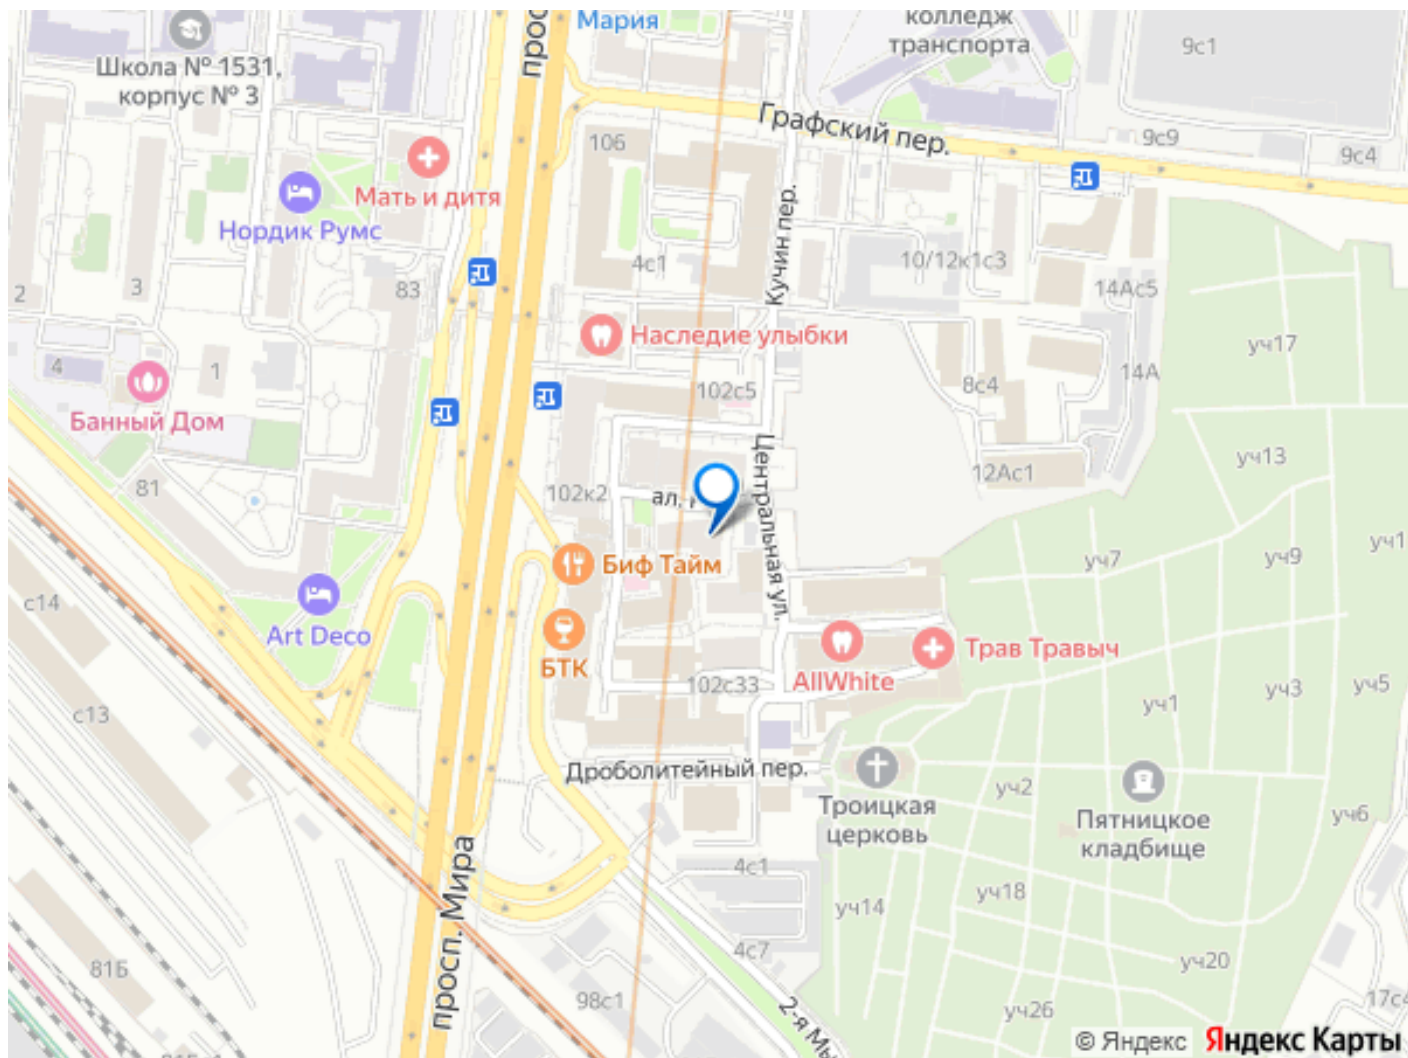 колледж
транспорта
Мария
просп
9с1
Школа № 1531,
корпус № 3
Графский пер.
106
9с9
9с4
Мать и дитя
Нордик Румс
Кучин пер.
4с1
10/12к1с3
83
14Ас5
2
3
Наследие улыбки
уч17
4
1
102с5
8с4
14А
Банный Дом
уч13
12Ас1
81
102к2
ал.
Центральная ул.
уч1
уч9
уч7
Биф Тайм
с14
Art Deco
БТК
Трав Травыч
AllWhite
102с33
уч5
уч3
уч1
с13
Дроболитейный пер.
Троицкая
церковь
уч2
Пятницкое
кладбище
уч6
просп. Мира
4с1
уч18
уч14
4с7
81Б
уч20
98с1
2-я Мы
уч26
17с4
© Яндекс Яндекс Карты